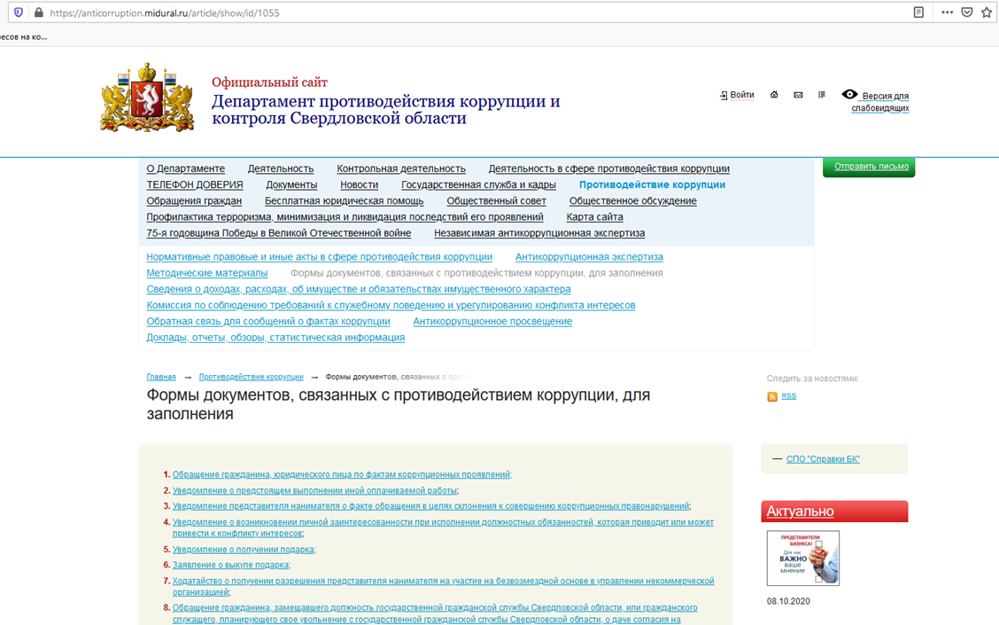 https://anticorruption.midural.ru/article/show/id/1055
есов на ко...
Официальный сайт
Департамент противодействия коррупции и
контроля Свердловской области
Войти
Версия для
слабовидящих
О Департаменте Деятельность Контрольная деятельность Деятельность в сфере противодействия коррупции
ТЕЛЕФОН ДОВЕРИЯ Документы Новости Государственная служба и кадры Противодействие коррупции
Обращения граждан Бесплатная юридическая помощь Общественный совет Общественное обсуждение
Профилактика терроризма, минимизация и ликвидация последствий его проявлений Карта сайта
75-я годовщина Победы в Великой Отечественной войне Независимая антикоррупционная экспертиза
Отправить письмо
Нормативные правовые и иные акты в сфере противодействия коррупции Антикоррупционная экспертиза
Методические материалы Формы документов, связанных с противодействием коррупции, для заполнения
Сведения о доходах, расходах, об имуществе и обязательствах имущественного характера
Комиссия по соблюдению требований к служебному поведению и урегулированию конфликта интересов
Обратная связь для сообщений о фактах коррупции Антикоррупционное просвещение
Доклады, отчеты, обзоры, статистическая информация
Главная → Противодействие коррупции → Формы документов, связанных с прот
Формы документов, связанных с противодействием коррупции, для
заполнения
Следить за новостями:
RSS
1. Обращение гражданина, юридического лица по фактам коррупционных проявлений;
2. Уведомление о предстоящем выполнении иной оплачиваемой работы;
3. Уведомление представителя нанимателя о факте обращения в целях склонения к совершению коррупционных правонарушений;
4. Уведомление о возникновении личной заинтересованности при исполнении должностных обязанностей, которая приводит или может
привести к конфликту интересов;
5. Уведомление о получении подарка;
6. Заявление о выкупе подарка;
7. Ходатайство о получении разрешения представителя нанимателя на участие на безвозмездной основе в управлении некоммерческой
организацией;
8. Обращение гражданина, замещавшего должность государственной гражданской службы Свердловской области, или гражданского
служащего, планирующего свое увольнение с государственной гражданской службы Свердловской области, о даче согласия на
— СПО "Справки БК"
Актуально
ПРЕДСТАВИТЕЛИ
БИЗНЕСА!
Для нас
ВАЖНО
ваше
мнение
08.10.2020